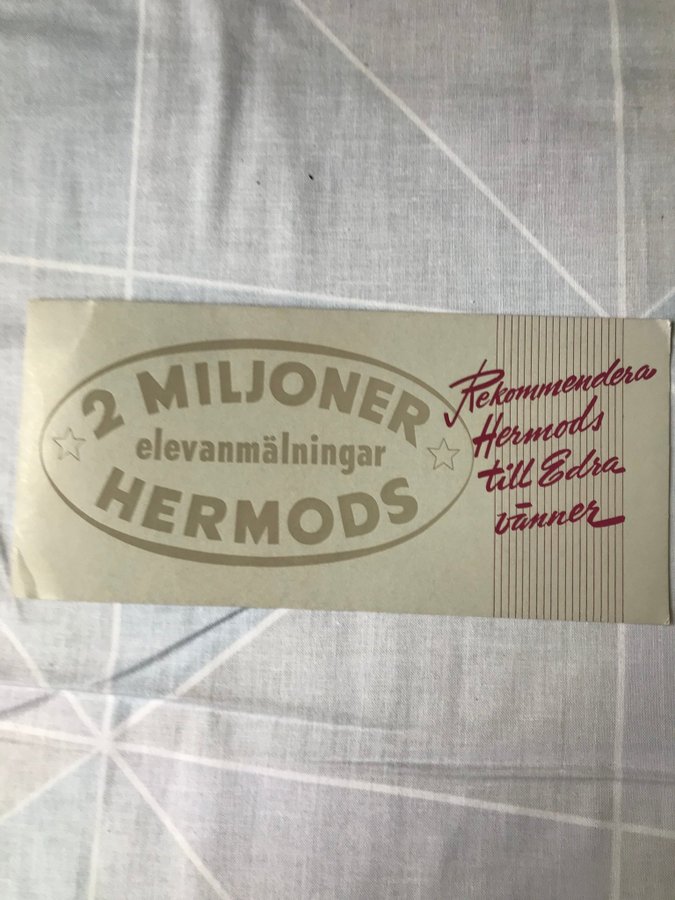 2 MILJONER
elevanmälningar
HERMODS
Rekommendera
Hermods
till Edra
vänner